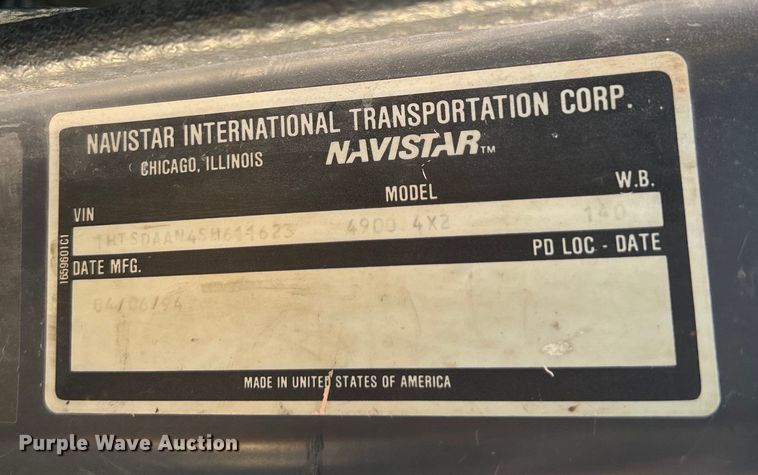 NAVISTAR INTERNATIONAL TRANSPORTATION CORP.
CHICAGO, ILLINOIS NAVISTAR™
VIN MODEL W.B.
1HTSDAAN4SH611623 4900 4X2 140
DATE MFG. PD LOC - DATE
04/06/94
MADE IN UNITED STATES OF AMERICA
1659601C1
Purple Wave Auction